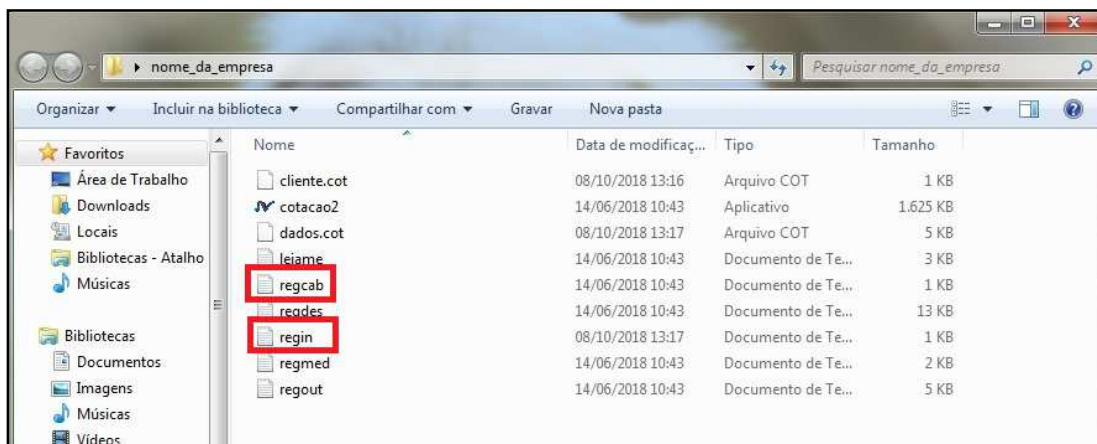 nome_da_empresa
Pesquisar nome_da_empresa
Organizar Incluir na biblioteca Compartilhar com Gravar Nova pasta
Favoritos
Área de Trabalho
Downloads
Locais
Bibliotecas - Atalho
Músicas
Bibliotecas
Documentos
Imagens
Músicas
Vídeos
Nome Data de modificaç... Tipo Tamanho
cliente.cot 08/10/2018 13:16 Arquivo COT 1 KB
cotacao2 14/06/2018 10:43 Aplicativo 1.625 KB
dados.cot 08/10/2018 13:17 Arquivo COT 5 KB
leiame 14/06/2018 10:43 Documento de Te... 3 KB
regcab 14/06/2018 10:43 Documento de Te... 1 KB
regdes 14/06/2018 10:43 Documento de Te... 13 KB
regin 08/10/2018 13:17 Documento de Te... 1 KB
regmed 14/06/2018 10:43 Documento de Te... 2 KB
regout 14/06/2018 10:43 Documento de Te... 5 KB